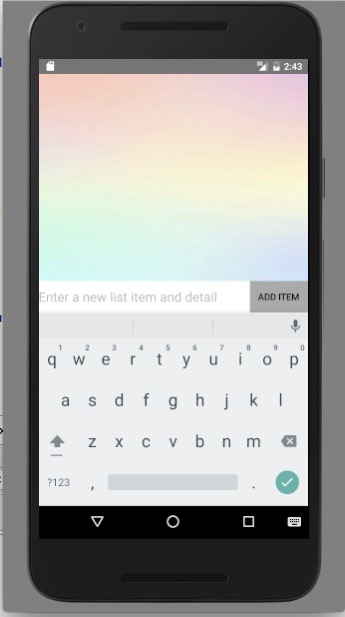 2:43
Enter a new list item and detail
ADD ITEM
1 2 3 4 5 6 7 8 9 0
q w e r t y u i o p
a s d f g h j k l
z x c v b n m
?123 , .